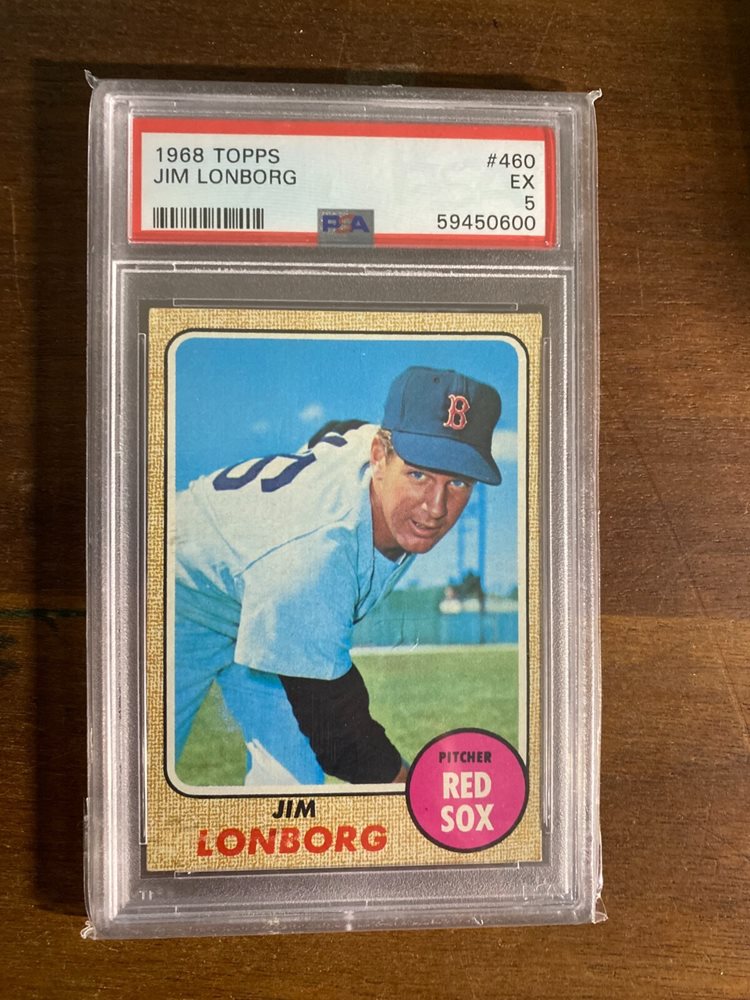 1968 TOPPS #460
JIM LONBORG EX
5
PSA 59450600
B
PITCHER
RED
SOX
JIM
LONBORG